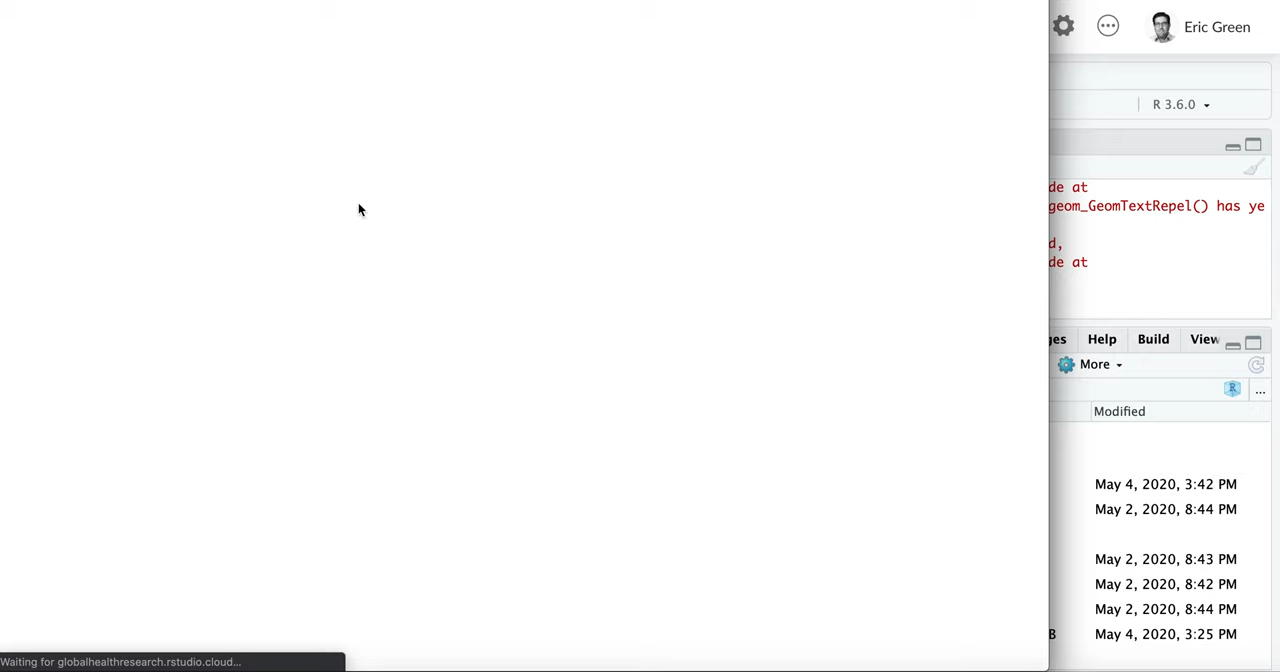 Eric Green
R 3.6.0
de at
geom_GeomTextRepel() has ye
d,
de at
ges Help Build View
More
...
Modified
May 4, 2020, 3:42 PM
May 2, 2020, 8:44 PM
May 2, 2020, 8:43 PM
May 2, 2020, 8:42 PM
May 2, 2020, 8:44 PM
B May 4, 2020, 3:25 PM
Waiting for globalhealthresearch.rstudio.cloud...